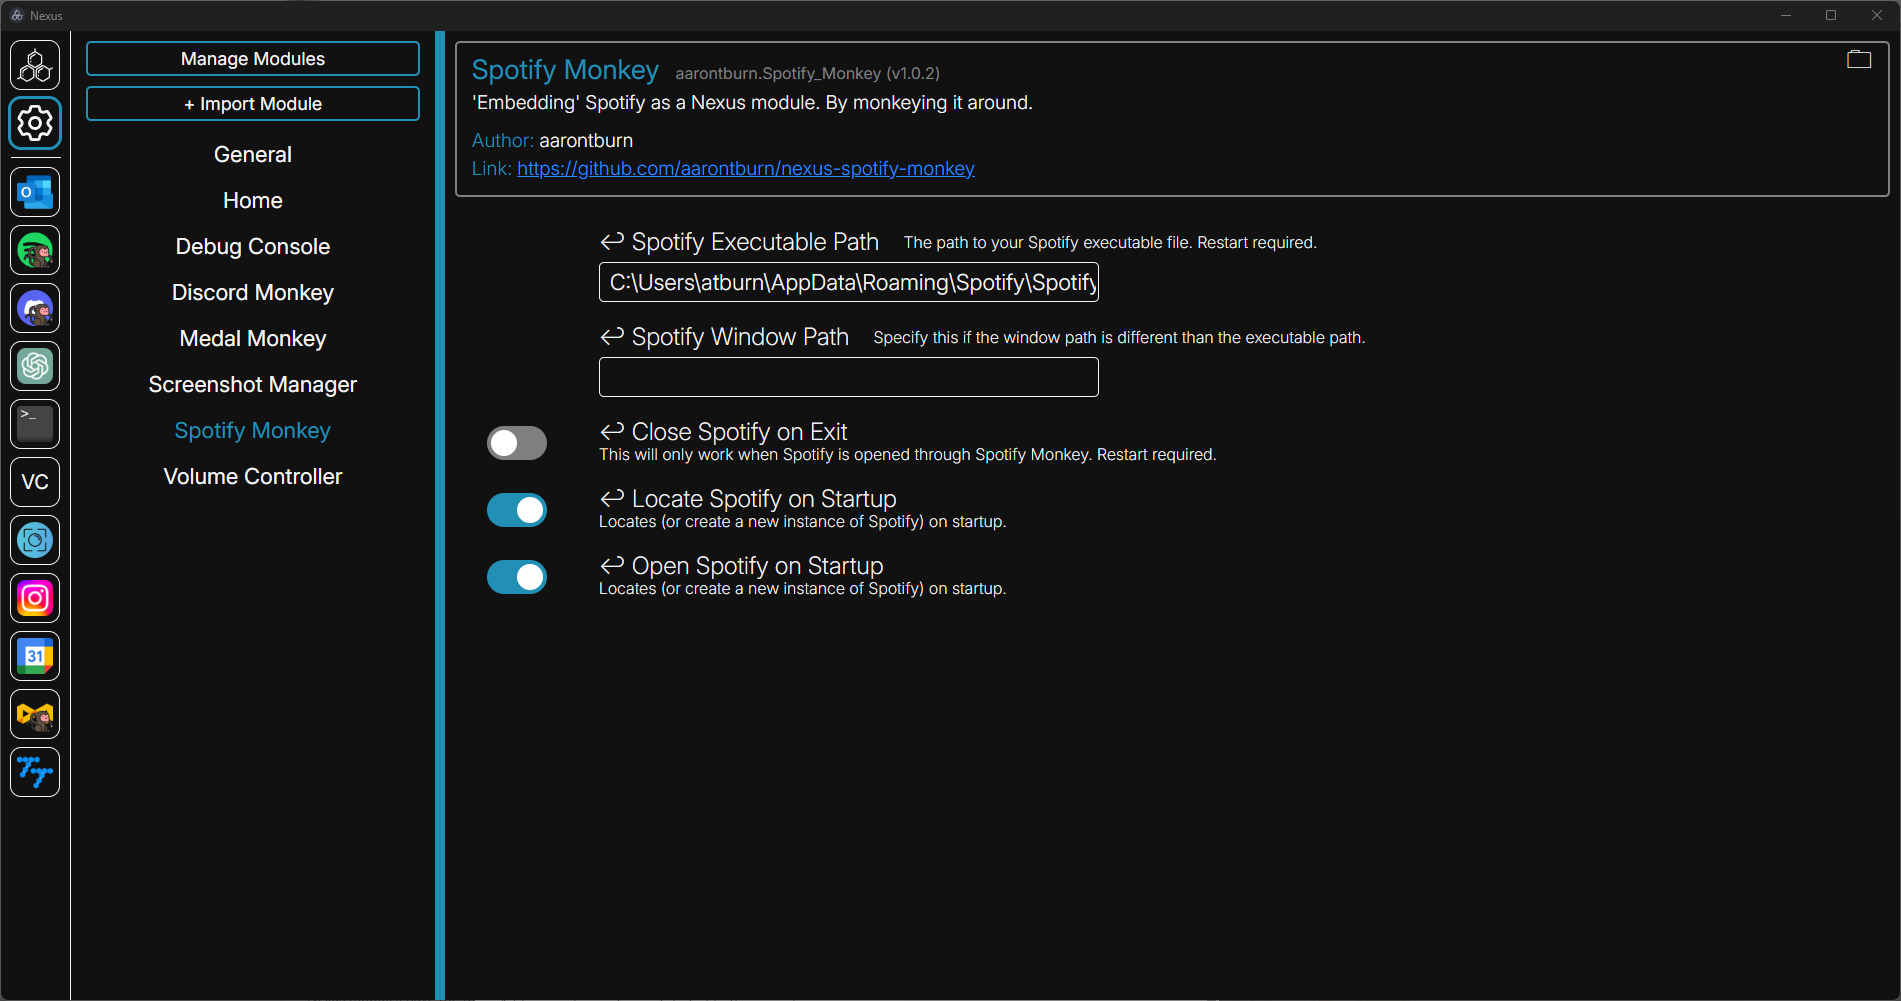 Nexus
Manage Modules
+ Import Module
General
Home
Debug Console
Discord Monkey
Medal Monkey
Screenshot Manager
Spotify Monkey
Volume Controller
>_
VC
31
Spotify Monkey aarontburn.Spotify_Monkey (v1.0.2)
'Embedding' Spotify as a Nexus module. By monkeying it around.
Author: aarontburn
Link: https://github.com/aarontburn/nexus-spotify-monkey
Spotify Executable Path The path to your Spotify executable file. Restart required.
C:\Users\atburn\AppData\Roaming\Spotify\Spotify
Spotify Window Path Specify this if the window path is different than the executable path.
Close Spotify on Exit
This will only work when Spotify is opened through Spotify Monkey. Restart required.
Locate Spotify on Startup
Locates (or create a new instance of Spotify) on startup.
Open Spotify on Startup
Locates (or create a new instance of Spotify) on startup.